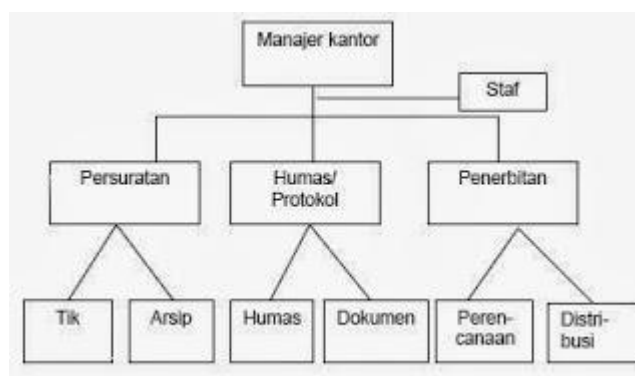 Manajer kantor
Staf
Persuratan
Humas/
Protokol
Penerbitan
Tik
Arsip
Humas
Dokumen
Peren-
canaan
Distri-
busi